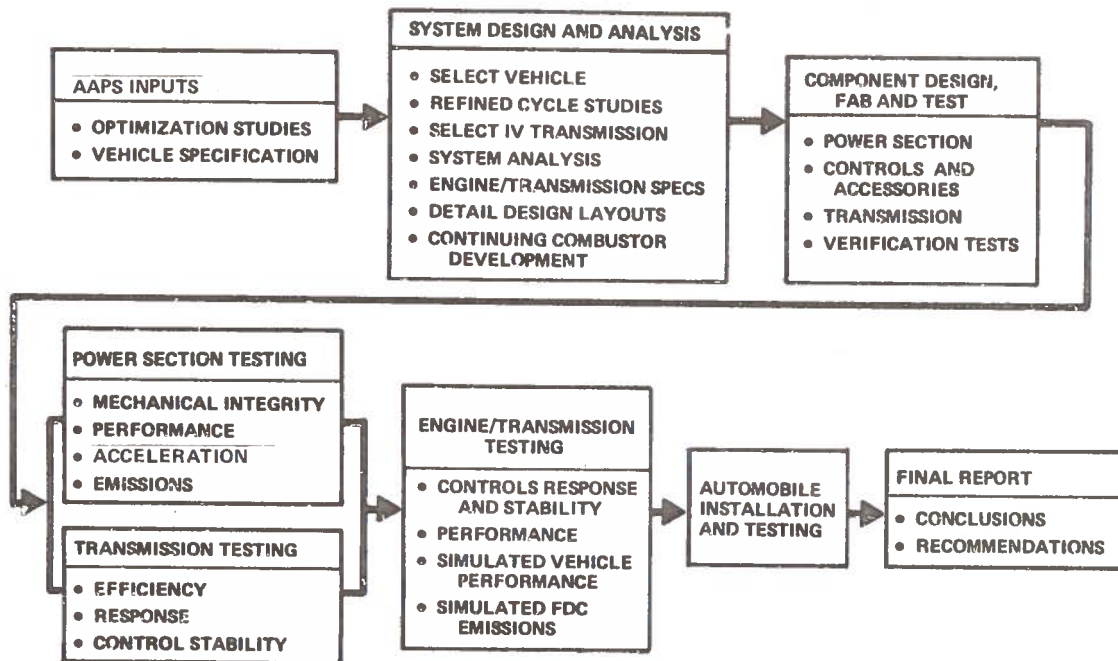 AAPS INPUTS
• OPTIMIZATION STUDIES
• VEHICLE SPECIFICATION
SYSTEM DESIGN AND ANALYSIS
• SELECT VEHICLE
• REFINED CYCLE STUDIES
• SELECT IV TRANSMISSION
• SYSTEM ANALYSIS
• ENGINE/TRANSMISSION SPECS
• DETAIL DESIGN LAYOUTS
• CONTINUING COMBUSTOR
DEVELOPMENT
COMPONENT DESIGN,
FAB AND TEST
• POWER SECTION
• CONTROLS AND
ACCESSORIES
• TRANSMISSION
• VERIFICATION TESTS
POWER SECTION TESTING
• MECHANICAL INTEGRITY
• PERFORMANCE
• ACCELERATION
• EMISSIONS
TRANSMISSION TESTING
• EFFICIENCY
• RESPONSE
• CONTROL STABILITY
ENGINE/TRANSMISSION
TESTING
• CONTROLS RESPONSE
AND STABILITY
• PERFORMANCE
• SIMULATED VEHICLE
PERFORMANCE
• SIMULATED FDC
EMISSIONS
AUTOMOBILE
INSTALLATION
AND TESTING
FINAL REPORT
• CONCLUSIONS
• RECOMMENDATIONS